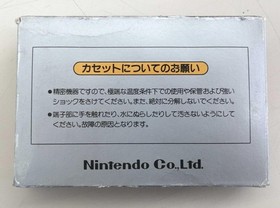 カセットについてのお願い
●精密機器ですので、極端な温度条件下での使用や保管および強い
ショックをさけてください。また、絶対に分解しないでください。
●端子部に手を触れたり、水にぬらしたりして汚さないようにして
ください。故障の原因となります。
Nintendo Co.,Ltd.